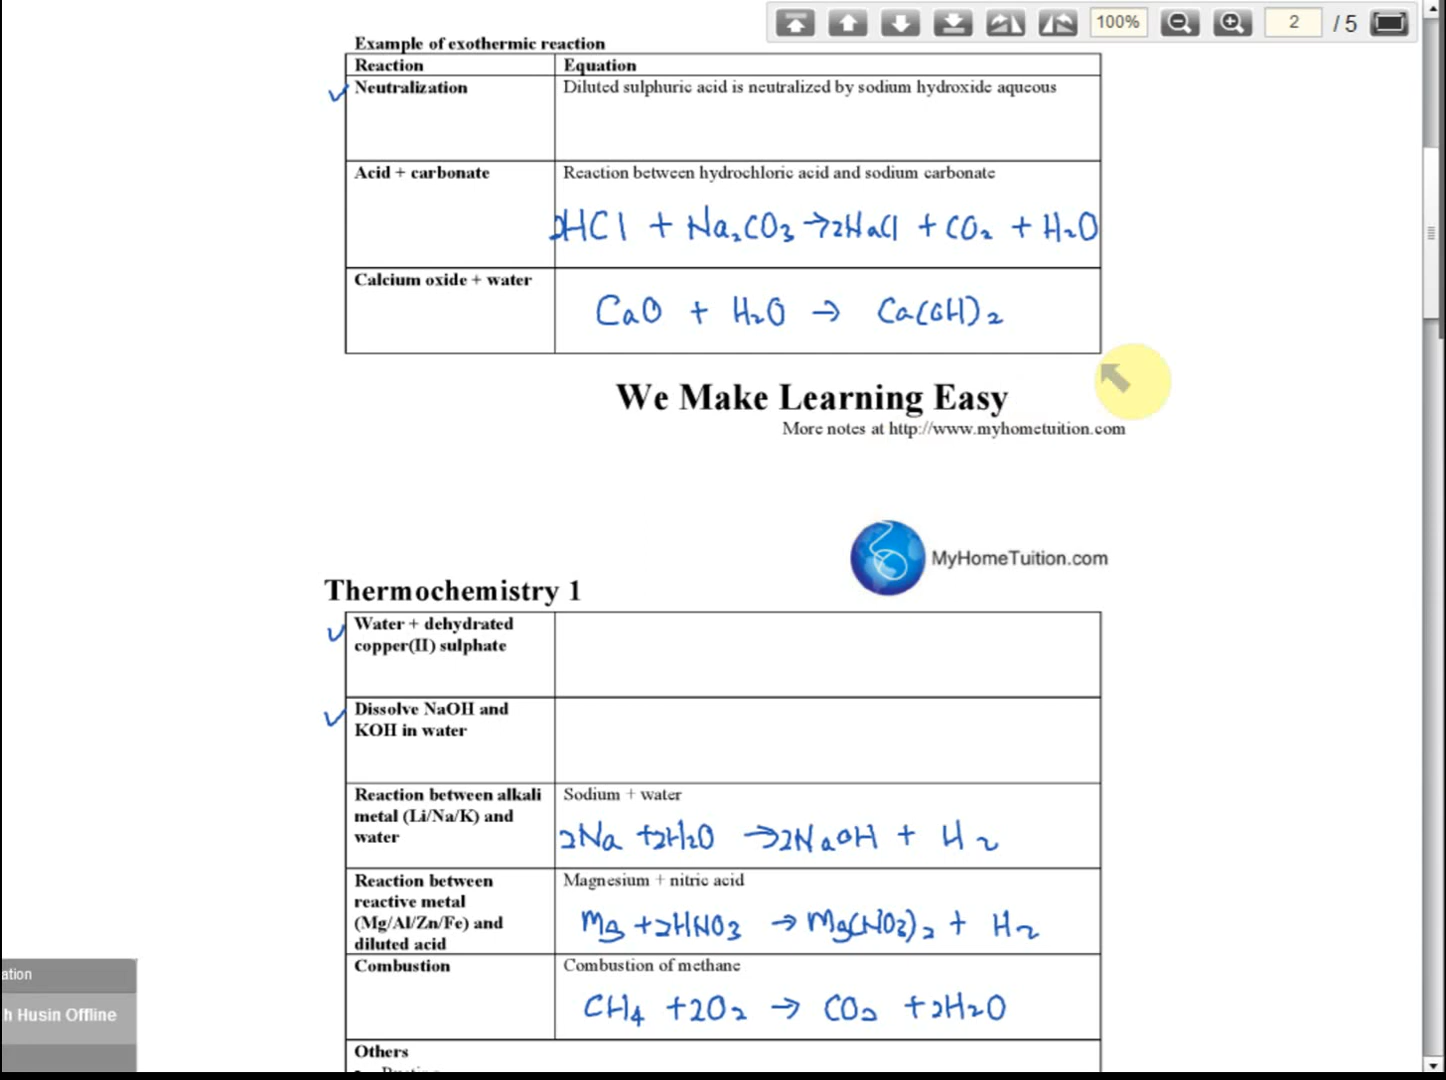 100%
2
/ 5
Example of exothermic reaction
Reaction
Equation
Neutralization
Diluted sulphuric acid is neutralized by sodium hydroxide aqueous
Acid + carbonate
Reaction between hydrochloric acid and sodium carbonate
2HCl + Na₂CO₃ → 2NaCl + CO₂ + H₂O
Calcium oxide + water
CaO + H₂O → Ca(OH)₂
We Make Learning Easy
More notes at http://www.myhometuition.com
MyHomeTuition.com
Thermochemistry 1
Water + dehydrated
copper(II) sulphate
Dissolve NaOH and
KOH in water
Reaction between alkali
metal (Li/Na/K) and
water
Sodium + water
2Na + 2H₂O → 2NaOH + H₂
Reaction between
reactive metal
(Mg/Al/Zn/Fe) and
diluted acid
Magnesium + nitric acid
Mg + 2HNO₃ → Mg(NO₃)₂ + H₂
Combustion
Combustion of methane
CH₄ + 2O₂ → CO₂ + 2H₂O
Others
ation
h Husin Offline